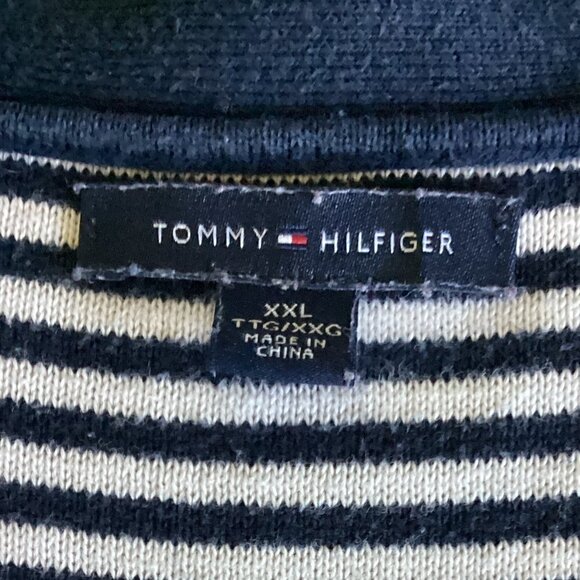 TOMMY HILFIGER
XXL
TTG/XXG
MADE IN
CHINA